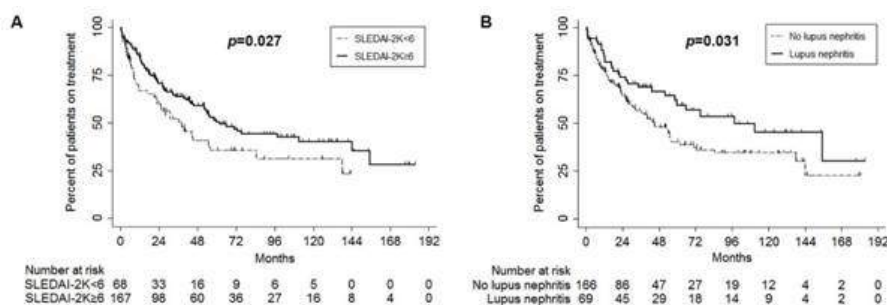 A
p=0.027
SLEDAI-2K<6
SLEDAI-2K≥6
Percent of patients on treatment
100
75
50
25
0
0 24 48 72 96 120 144 168 192
Months
Number at risk
SLEDAI-2K<6 68 33 16 9 6 5 0 0 0
SLEDAI-2K≥6 167 98 60 36 27 16 8 4 0
B
p=0.031
No lupus nephritis
Lupus nephritis
Percent of patients on treatment
100
75
50
25
0
0 24 48 72 96 120 144 168 192
Months
Number at risk
No lupus nephritis 166 86 47 27 19 12 4 2 0
Lupus nephritis 69 45 29 18 14 9 4 2 0